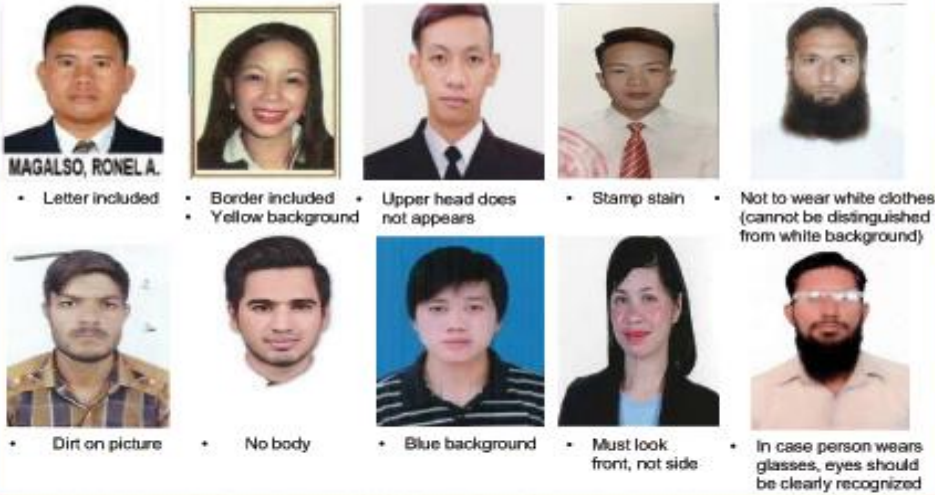 MAGALSO, RONEL A.
• Letter included
• Border included
• Yellow background
• Upper head does
not appears
• Stamp stain
• Not to wear white clothes
(cannot be distinguished
from white background)
• Dirt on picture
• No body
• Blue background
• Must look
front, not side
• In case person wears
glasses, eyes should
be clearly recognized